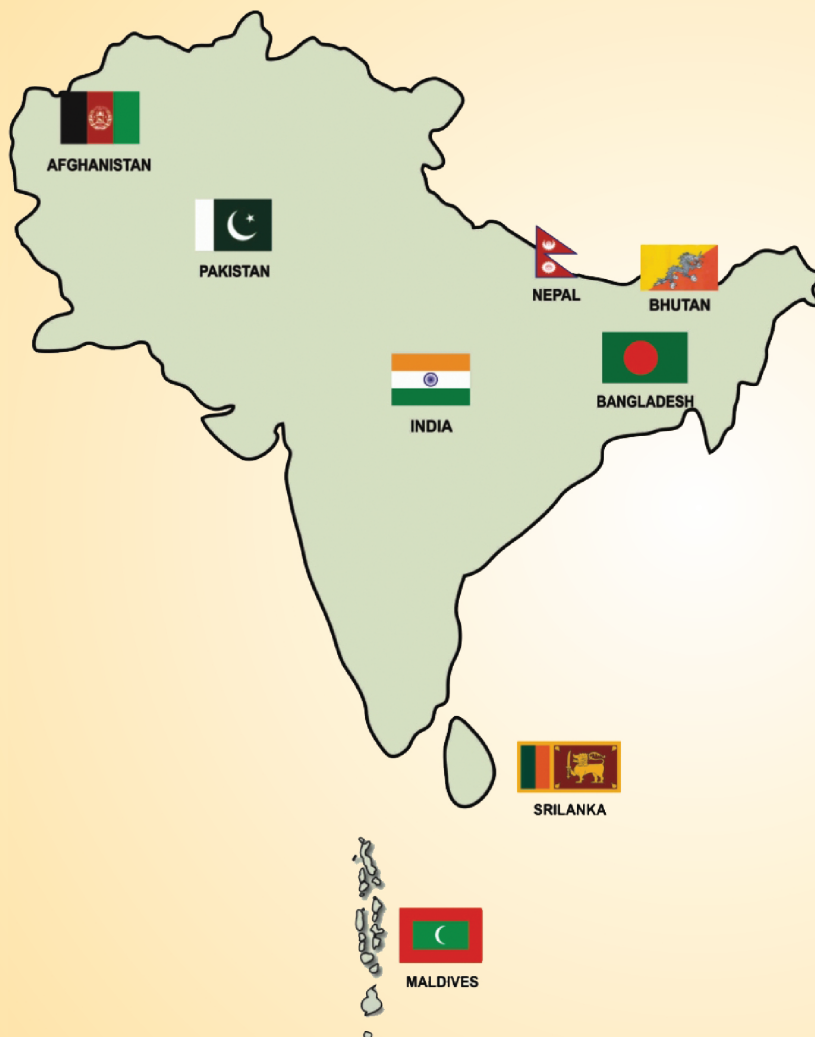 AFGHANISTAN
PAKISTAN
NEPAL
BHUTAN
BANGLADESH
INDIA
SRILANKA
MALDIVES